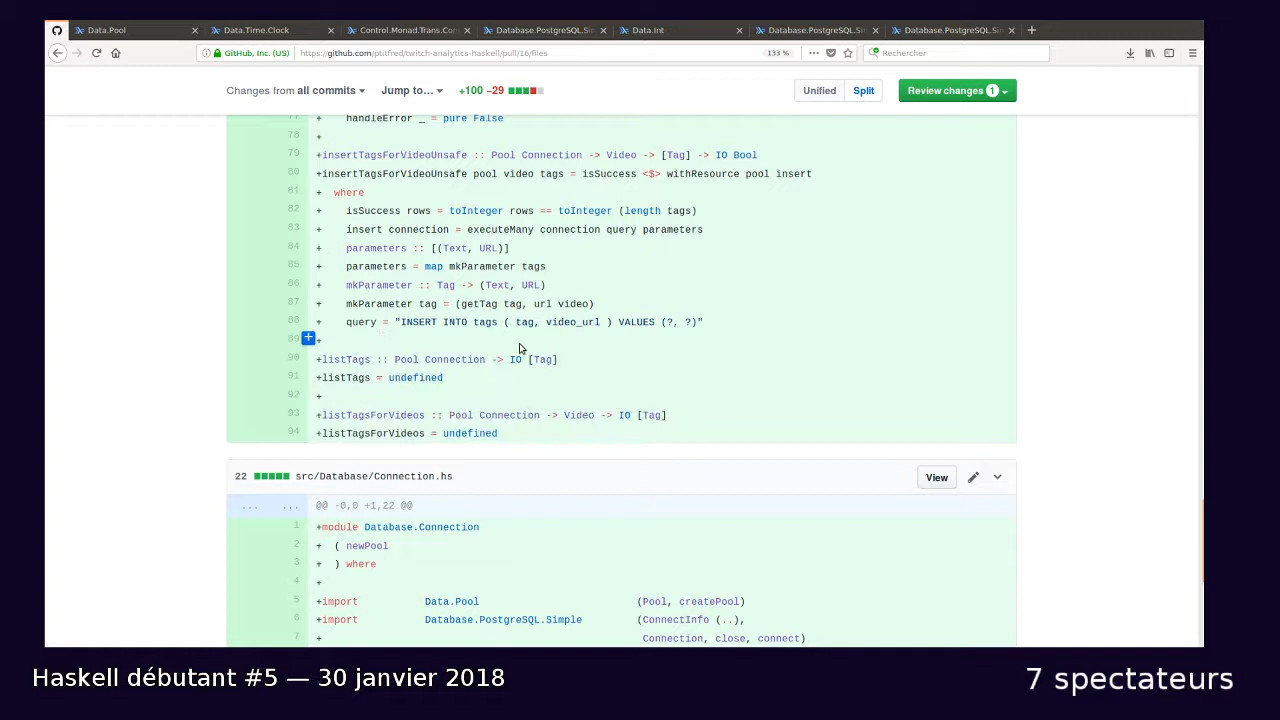 Data.Pool
Data.Time.Clock
Control.Monad.Trans.Con
Database.PostgreSQL.Sim
Data.Int
Database.PostgreSQL.Sim
Database.PostgreSQL.Sim
GitHub, Inc. (US)
https://github.com/ptitfred/twitch-analytics-haskell/pull/16/files
133 %
Rechercher
Changes from all commits
Jump to...
+100 −29
Unified
Split
Review changes 1
77 handleError _ = pure False
78 +
79 +insertTagsForVideoUnsafe :: Pool Connection -> Video -> [Tag] -> IO Bool
80 +insertTagsForVideoUnsafe pool video tags = isSuccess <$> withResource pool insert
81 + where
82 + isSuccess rows = toInteger rows == toInteger (length tags)
83 + insert connection = executeMany connection query parameters
84 + parameters :: [(Text, URL)]
85 + parameters = map mkParameter tags
86 + mkParameter :: Tag -> (Text, URL)
87 + mkParameter tag = (getTag tag, url video)
88 + query = "INSERT INTO tags ( tag, video_url ) VALUES (?, ?)"
89 +
90 +listTags :: Pool Connection -> IO [Tag]
91 +listTags = undefined
92 +
93 +listTagsForVideos :: Pool Connection -> Video -> IO [Tag]
94 +listTagsForVideos = undefined
22 src/Database/Connection.hs
View
... ... @@ -0,0 +1,22 @@
1 +module Database.Connection
2 + ( newPool
3 + ) where
4 +
5 +import Data.Pool (Pool, createPool)
6 +import Database.PostgreSQL.Simple (ConnectInfo (..),
7 + Connection, close, connect)
Haskell débutant #5 — 30 janvier 2018
7 spectateurs